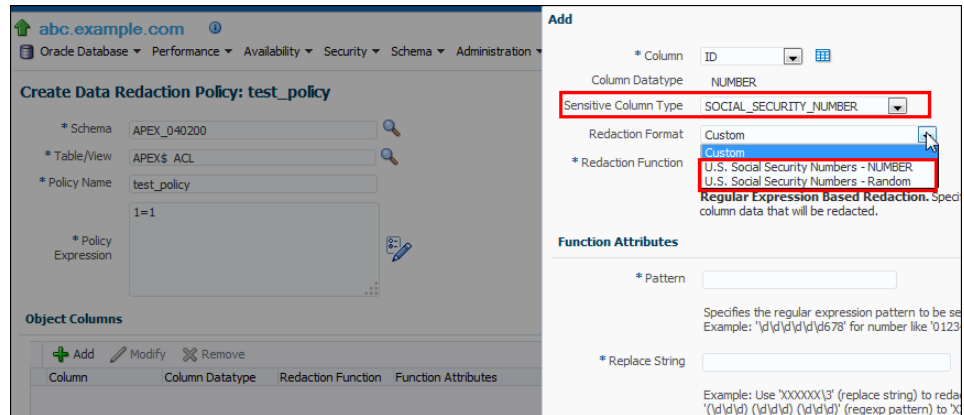 abc.example.com
Oracle Database Performance Availability Security Schema Administration
Create Data Redaction Policy: test_policy
* Schema APEX_040200
* Table/View APEX$_ACL
* Policy Name test_policy
1=1
* Policy
Expression
Object Columns
Add Modify Remove
Column Column Datatype Redaction Function Function Attributes
Add
* Column ID
Column Datatype NUMBER
Sensitive Column Type SOCIAL_SECURITY_NUMBER
Redaction Format Custom
Custom
* Redaction Function U.S. Social Security Numbers - NUMBER
U.S. Social Security Numbers - Random
Regular Expression Based Redaction. Speci
column data that will be redacted.
Function Attributes
* Pattern
Specifies the regular expression pattern to be se
Example: '\d\d\d\d\d\d678' for number like '01234
* Replace String
Example: Use 'XXXXXX\3' (replace string) to redac
'(\d\d\d) (\d\d\d) (\d\d\d)' (regexp pattern) to 'X